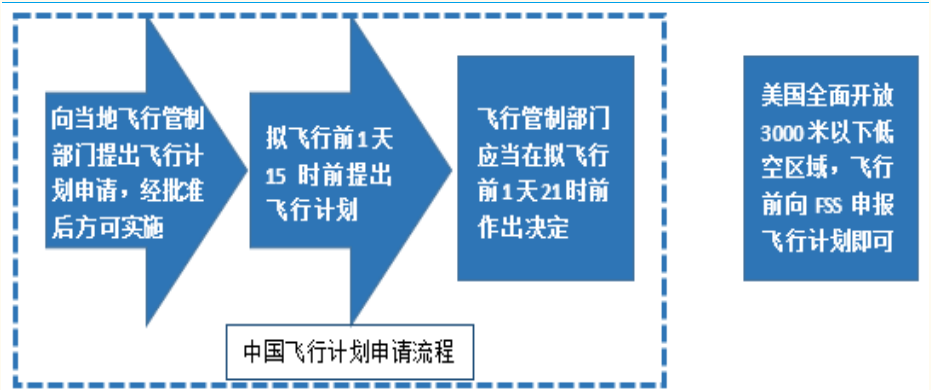 向当地飞行管制
部门提出飞行计
划申请，经批准
后方可实施
拟飞行前1天
15 时前提出
飞行计划
飞行管制部门
应当在拟飞行
前1天21时前
作出决定
中国飞行计划申请流程
美国全面开放
3000 米以下低
空区域，飞行
前向 FSS 申报
飞行计划即可